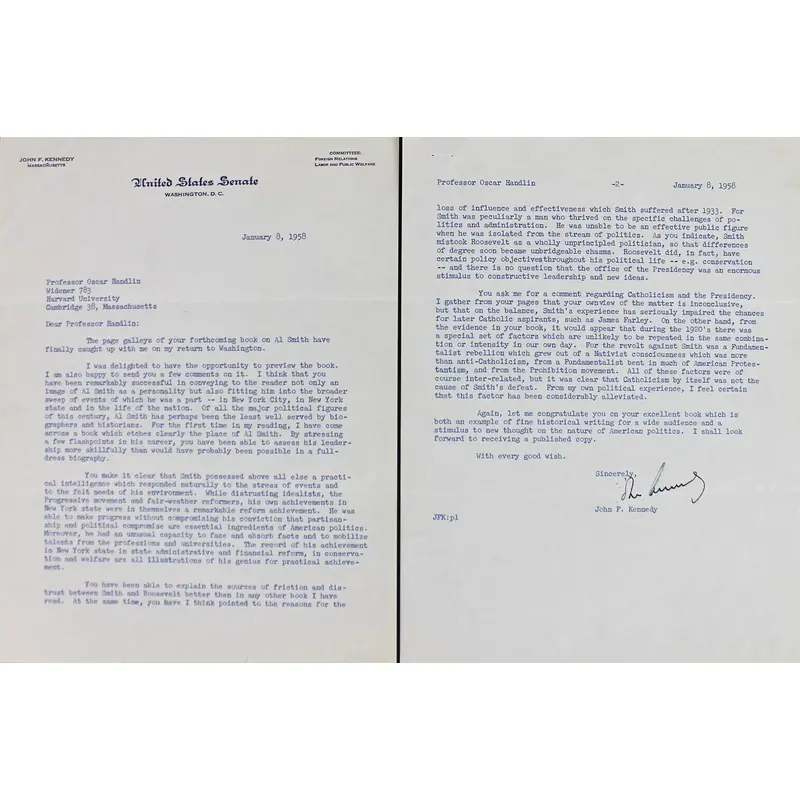 JOHN F. KENNEDY
MASSACHUSETTS
COMMITTEES:
FOREIGN RELATIONS
LABOR AND PUBLIC WELFARE
United States Senate
WASHINGTON, D. C.
January 8, 1958
Professor Oscar Handlin
Widener 783
Harvard University
Cambridge 38, Massachusetts
Dear Professor Handlin:
The page galleys of your forthcoming book on Al Smith have
finally caught up with me on my return to Washington.
I was delighted to have the opportunity to preview the book.
I am also happy to send you a few comments on it. I think that you
have been remarkably successful in conveying to the reader not only an
image of Al Smith as a personality but also fitting him into the broader
sweep of events of which he was a part -- in New York City, in New York
state and in the life of the nation. Of all the major political figures
of this century, Al Smith has perhaps been the least well served by bio-
graphers and historians. For the first time in my reading, I have come
across a book which etches clearly the place of Al Smith. By stressing
a few flashpoints in his career, you have been able to assess his leader-
ship more skillfully than would have probably been possible in a full-
dress biography.
You make it clear that Smith possessed above all else a practi-
cal intelligence which responded naturally to the stress of events and
to the felt needs of his environment. While distrusting idealists, the
Progressive movement and fair-weather reformers, his own achievements in
New York state were in themselves a remarkable reform achievement. He was
able to make progress without compromising his conviction that partisan-
ship and political compromise are essential ingredients of American politics.
Moreover, he had an unusual capacity to face and absorb facts and to mobilize
talents from the professions and universities. The record of his achievement
in New York state in state administrative and financial reform, in conserva-
tion and welfare are all illustrations of his genius for practical achieve-
ment.
You have been able to explain the sources of friction and dis-
trust between Smith and Roosevelt better than in any other book I have
read. At the same time, you have I think pointed to the reasons for the
Professor Oscar Handlin -2- January 8, 1958
loss of influence and effectiveness which Smith suffered after 1933. For
Smith was peculiarly a man who thrived on the specific challenges of po-
litics and administration. He was unable to be an effective public figure
when he was isolated from the stream of politics. As you indicate, Smith
mistook Roosevelt as a wholly unprincipled politician, so that differences
of degree soon became unbridgeable chasms. Roosevelt did, in fact, have
certain policy objectivesthroughout his political life -- e.g. conservation
-- and there is no question that the office of the Presidency was an enormous
stimulus to constructive leadership and new ideas.
You ask me for a comment regarding Catholicism and the Presidency.
I gather from your pages that your ownview of the matter is inconclusive,
but that on the balance, Smith's experience has seriously impaired the chances
for later Catholic aspirants, such as James Farley. On the other hand, from
the evidence in your book, it would appear that during the 1920's there was
a special set of factors which are unlikely to be repeated in the same combina-
tion or intensity in our own day. For the revolt against Smith was a Fundamen-
talist rebellion which grew out of a Nativist consciousness which was more
than anti-Catholicism, from a Fundamentalist bent in much of American Protes-
tantism, and from the Prohibition movement. All of these factors were of
course inter-related, but it was clear that Catholicism by itself was not the
cause of Smith's defeat. From my own political experience, I feel certain
that this factor has been considerably alleviated.
Again, let me congratulate you on your excellent book which is
both an example of fine historical writing for a wide audience and a
stimulus to new thought on the nature of American politics. I shall look
forward to receiving a published copy.
With every good wish.
Sincerely,
John F. Kennedy
JFK:pl